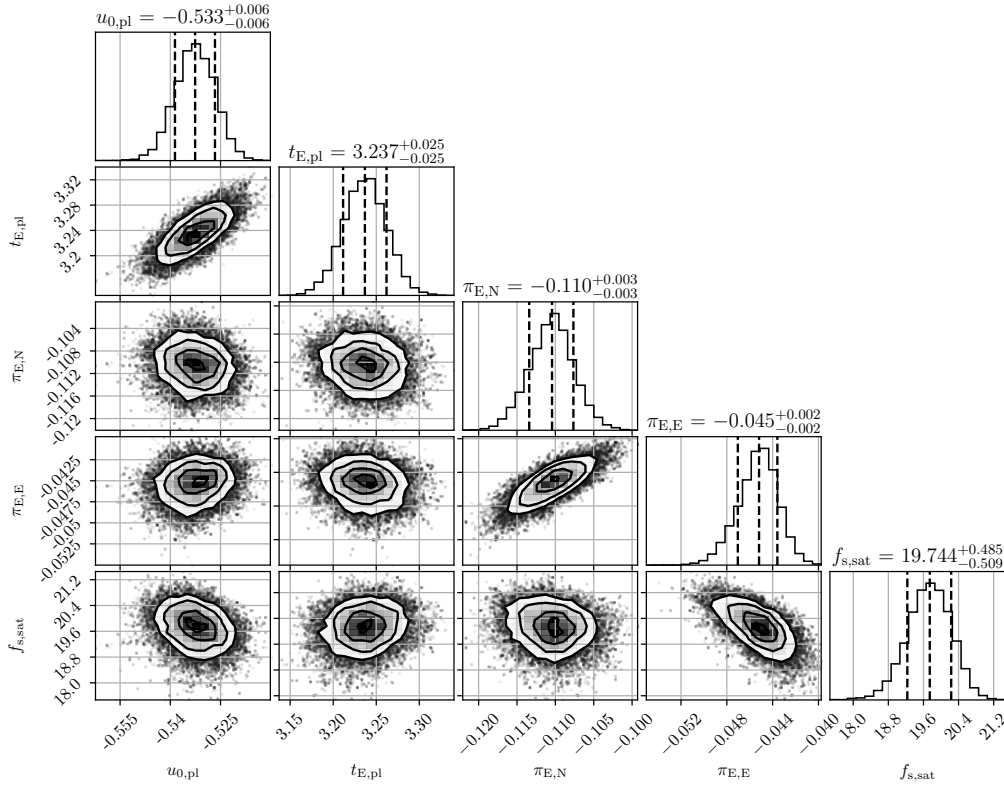 u0,pl = −0.533+0.006−0.006
tE,pl = 3.237+0.025−0.025
πE,N = −0.110+0.003−0.003
πE,E = −0.045+0.002−0.002
fs,sat = 19.744+0.485−0.509
tE,pl
3.32
3.28
3.24
3.2
πE,N
-0.104
-0.108
-0.112
-0.116
-0.12
πE,E
-0.0425
-0.045
-0.0475
-0.05
-0.0525
fs,sat
21.2
20.4
19.6
18.8
18.0
-0.555 -0.54 -0.525
3.15 3.20 3.25 3.30
-0.120 -0.115 -0.110 -0.105 -0.100
-0.052 -0.048 -0.044 -0.040
18.0 18.8 19.6 20.4 21.2
u0,pl
tE,pl
πE,N
πE,E
fs,sat